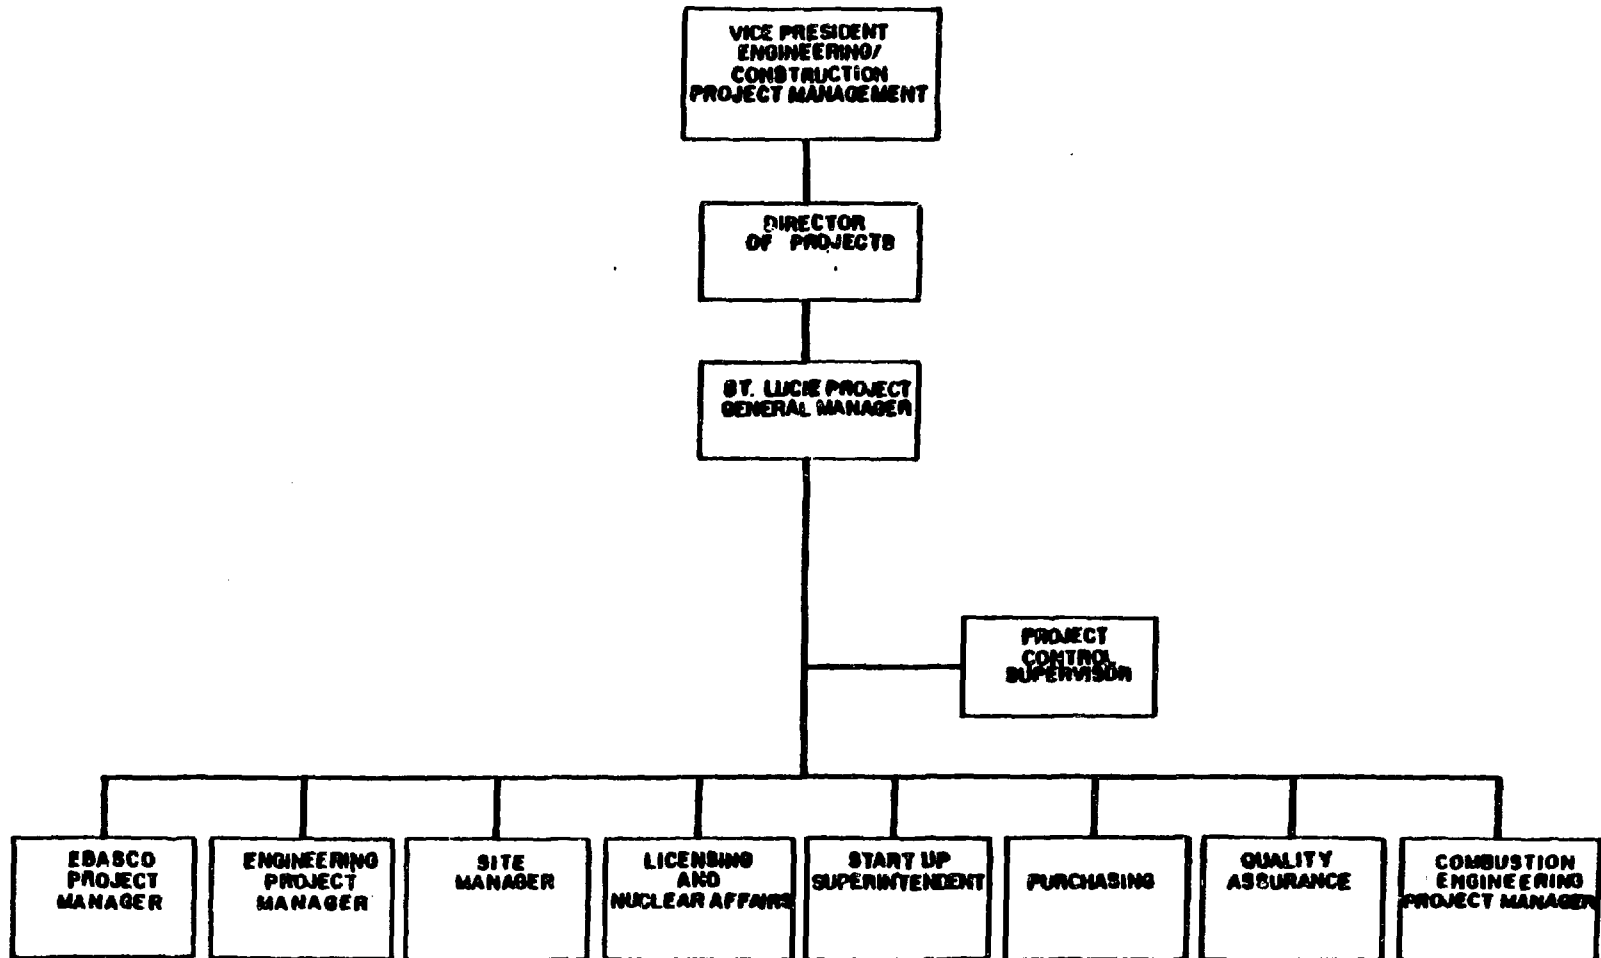 VICE PRESIDENT
ENGINEERING/
CONSTRUCTION
PROJECT MANAGEMENT
DIRECTOR
OF PROJECTS
ST. LUCIE PROJECT
GENERAL MANAGER
PROJECT
CONTROL
SUPERVISOR
EBASCO
PROJECT
MANAGER
ENGINEERING
PROJECT
MANAGER
SITE
MANAGER
LICENSING
AND
NUCLEAR AFFAIRS
START UP
SUPERINTENDENT
PURCHASING
QUALITY
ASSURANCE
COMBUSTION
ENGINEERING
PROJECT MANAGER